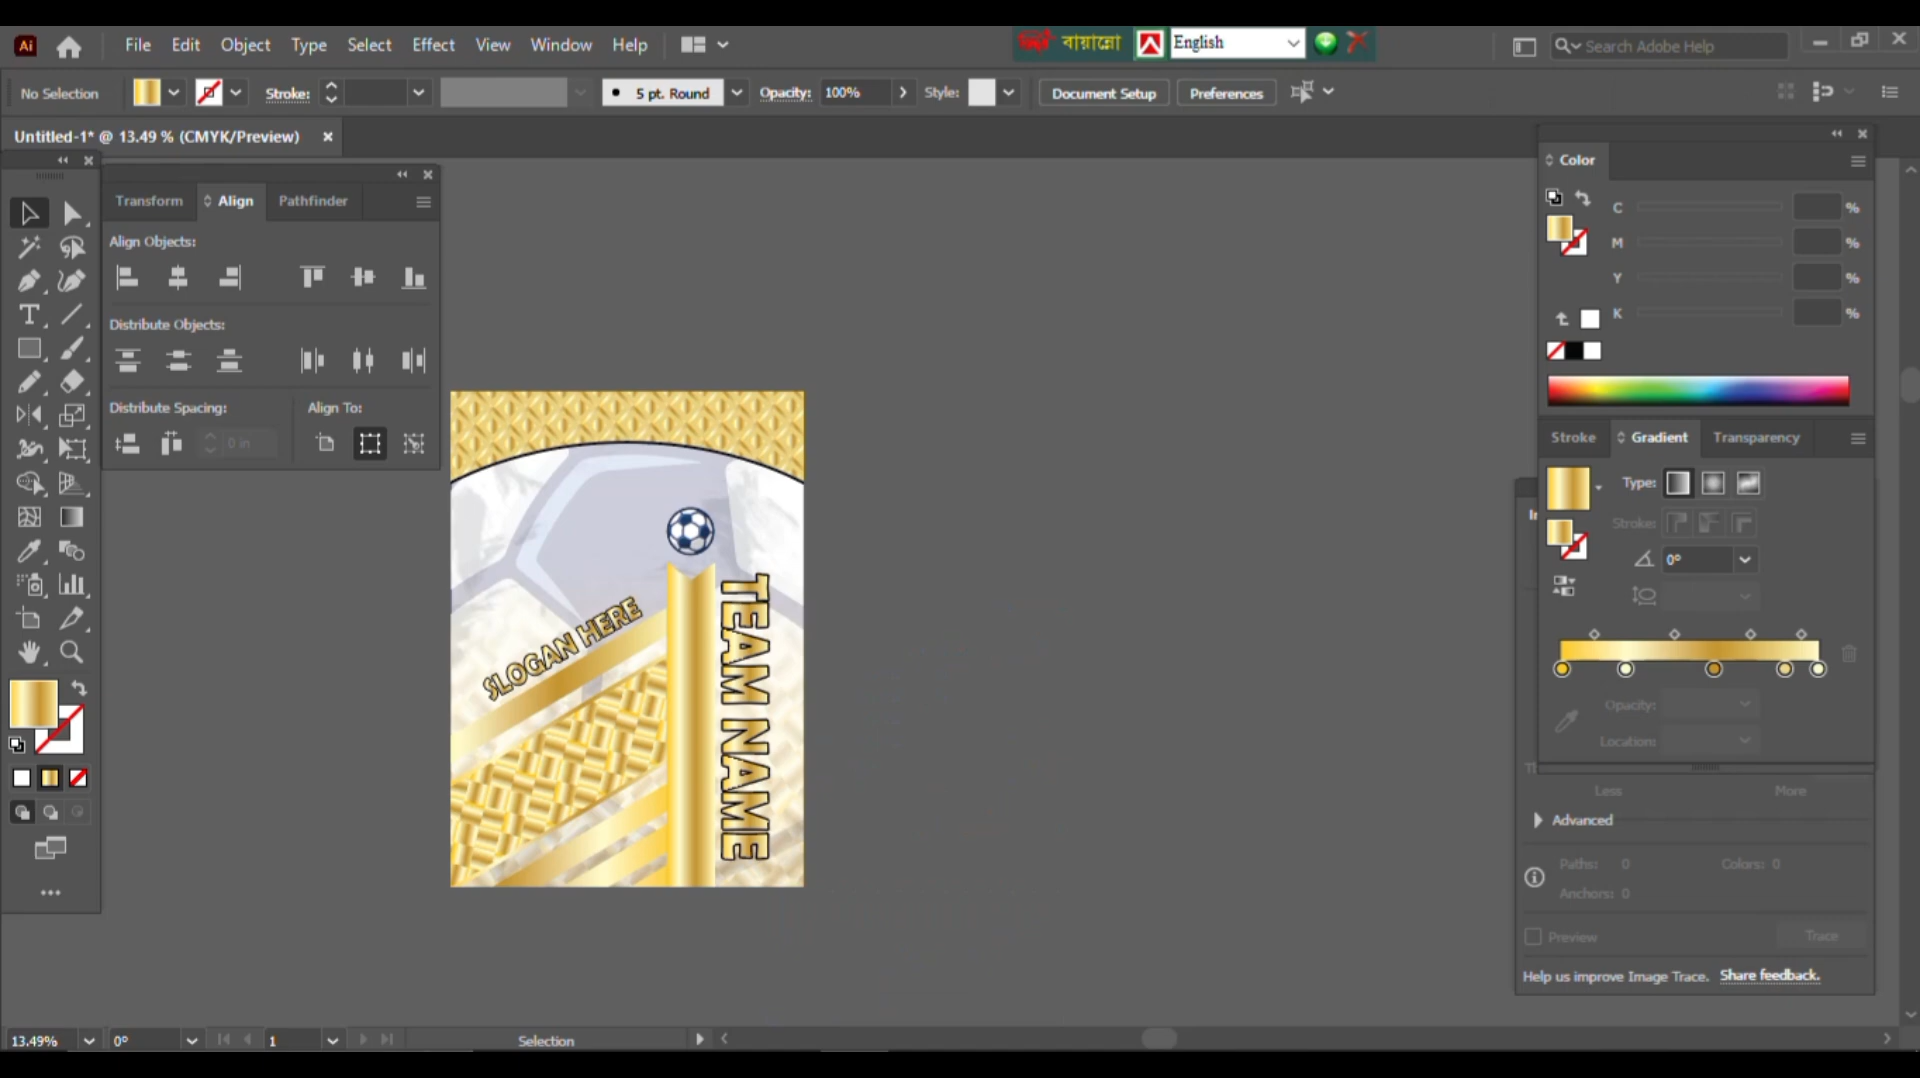 Ai File Edit Object Type Select Effect View Window Help বায়ান্নো English Search Adobe Help
No Selection Stroke: 5 pt. Round Opacity: 100% Style: Document Setup Preferences
Untitled-1* @ 13.49 % (CMYK/Preview)
Transform Align Pathfinder
Align Objects:
Distribute Objects:
Distribute Spacing: Align To:
0 in
Color
C %
M %
Y %
K %
Stroke Gradient Transparency
Type:
Stroke:
0°
Opacity:
Location:
SLOGAN HERE
TEAM NAME
Less More
Advanced
Paths: 0 Colors: 0
Anchors: 0
Preview Trace
Help us improve Image Trace. Share feedback.
13.49% 0° 1 Selection